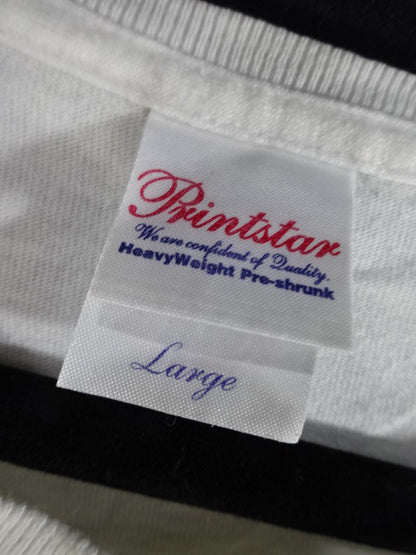 Printstar
We are confident of Quality.
HeavyWeight Pre-shrunk
Large